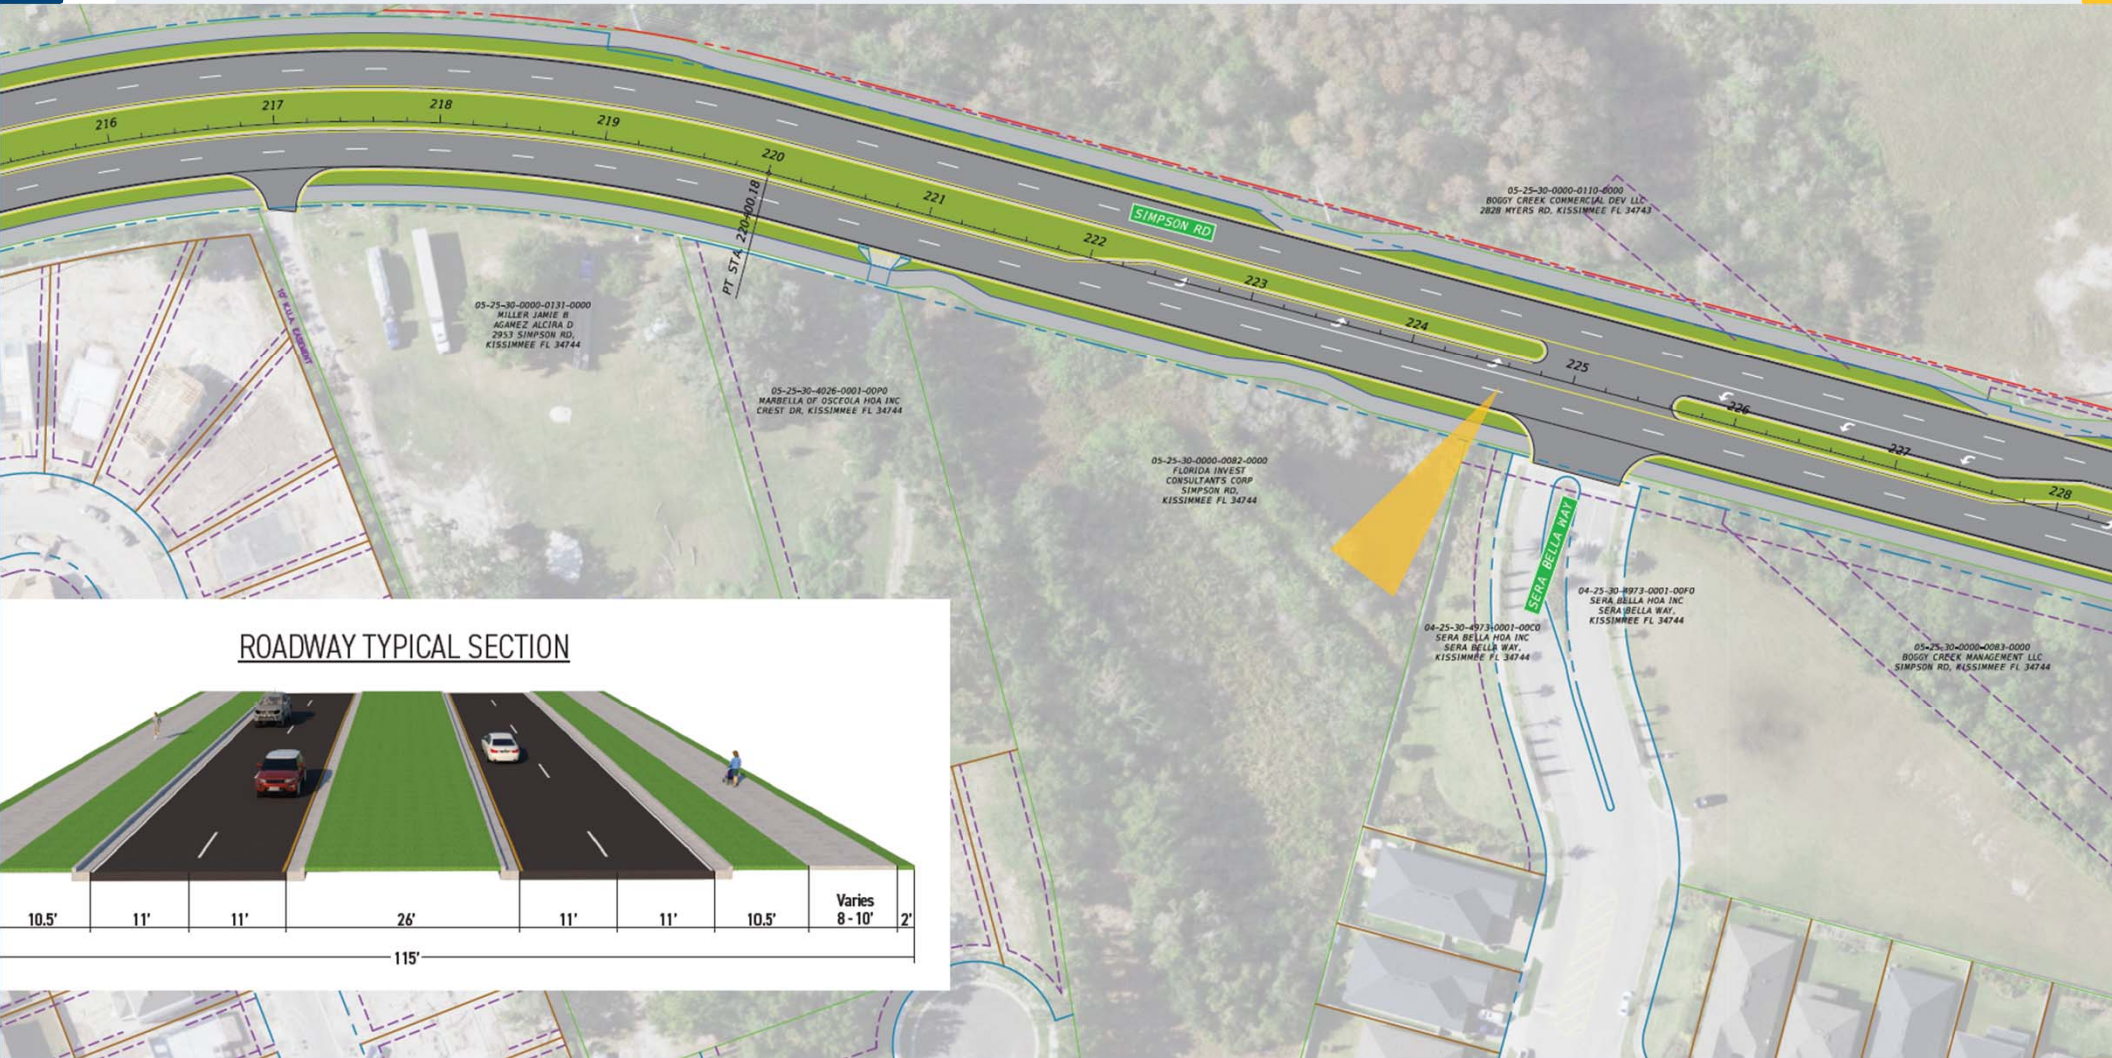 216
217
218
219
220
221
222
223
224
225
226
227
228
PT STA. 220+00.18
SIMPSON RD
05-25-30-0000-0110-0000
BOGGY CREEK COMMERCIAL DEV LLC
2828 MYERS RD, KISSIMMEE FL 34743
10' K.U.A. EASEMENT
05-25-30-0000-0131-0000
MILLER JAMIE B
AGAMEZ ALCIRA D
2953 SIMPSON RD,
KISSIMMEE FL 34744
05-25-30-4026-0001-00P0
MARBELLA OF OSCEOLA HOA INC
CREST DR, KISSIMMEE FL 34744
05-25-30-0000-0082-0000
FLORIDA INVEST
CONSULTANTS CORP
SIMPSON RD,
KISSIMMEE FL 34744
SERA BELLA WAY
04-25-30-4973-0001-00F0
SERA BELLA HOA INC
SERA BELLA WAY,
KISSIMMEE FL 34744
04-25-30-4973-0001-00C0
SERA BELLA HOA INC
SERA BELLA WAY,
KISSIMMEE FL 34744
05-25-30-0000-0083-0000
BOGGY CREEK MANAGEMENT LLC
SIMPSON RD, KISSIMMEE FL 34744
ROADWAY TYPICAL SECTION
10.5' 11' 11' 26' 11' 11' 10.5' Varies
8 - 10' 2'
115'